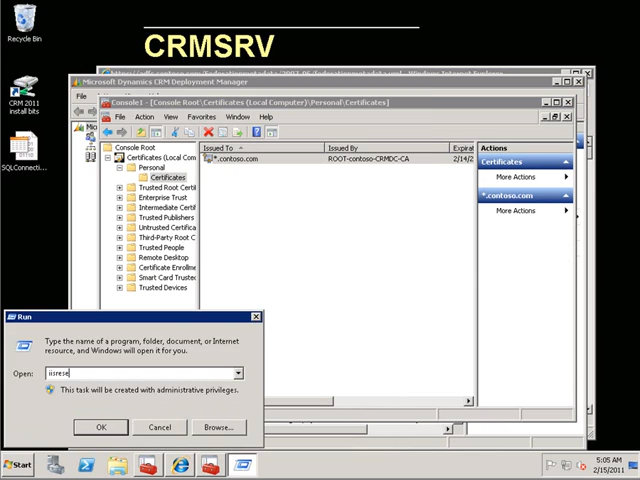 CRMSRV
Recycle Bin
CRM 2011
install bits
SQLConnecti...
Microsoft Dynamics CRM Deployment Manager
File
Mic
Console1 - [Console Root\Certificates (Local Computer)\Personal\Certificates]
File Action View Favorites Window Help
Console Root
Certificates (Local Com
Personal
Certificates
Trusted Root Certif
Enterprise Trust
Intermediate Certif
Trusted Publishers
Untrusted Certifica
Third-Party Root C
Trusted People
Remote Desktop
Certificate Enrollme
Smart Card Trusted
Trusted Devices
Issued To Issued By Expirat
*.contoso.com ROOT-contoso-CRMDC-CA 2/14/2
Actions
Certificates
More Actions
*.contoso.com
More Actions
Run
Type the name of a program, folder, document, or Internet
resource, and Windows will open it for you.
Open: iisrese
This task will be created with administrative privileges.
OK Cancel Browse...
Start
5:05 AM
2/15/2011